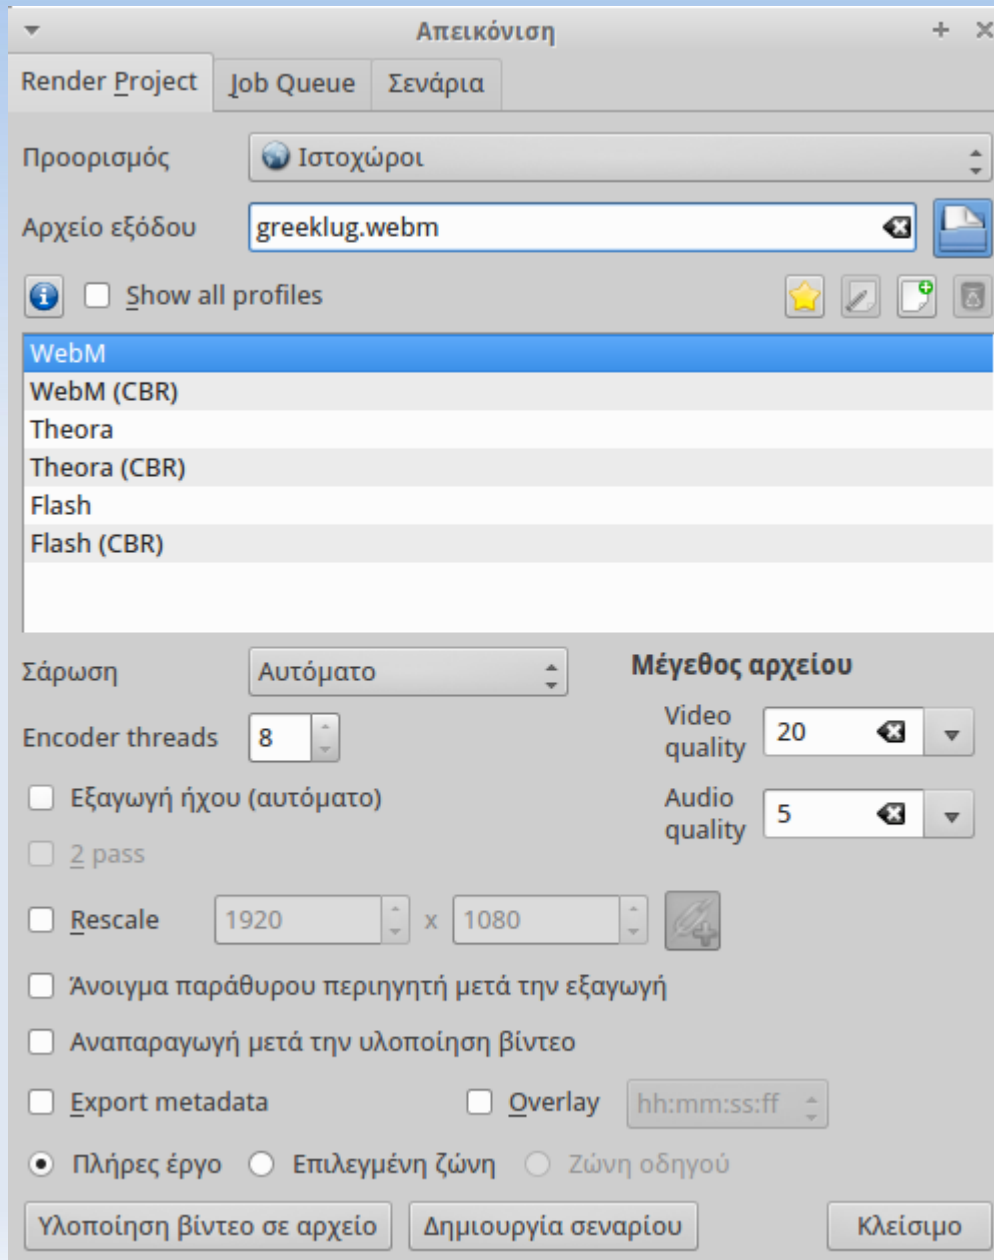 Απεικόνιση
Render Project Job Queue Σενάρια
Προορισμός Ιστοχώροι
Αρχείο εξόδου greeklug.webm
Show all profiles
WebM
WebM (CBR)
Theora
Theora (CBR)
Flash
Flash (CBR)
Σάρωση Αυτόματο Μέγεθος αρχείου
Encoder threads 8 Video quality 20
Εξαγωγή ήχου (αυτόματο) Audio quality 5
2 pass
Rescale 1920 x 1080
Άνοιγμα παράθυρου περιηγητή μετά την εξαγωγή
Αναπαραγωγή μετά την υλοποίηση βίντεο
Export metadata Overlay hh:mm:ss:ff
Πλήρες έργο Επιλεγμένη ζώνη Ζώνη οδηγού
Υλοποίηση βίντεο σε αρχείο Δημιουργία σεναρίου Κλείσιμο